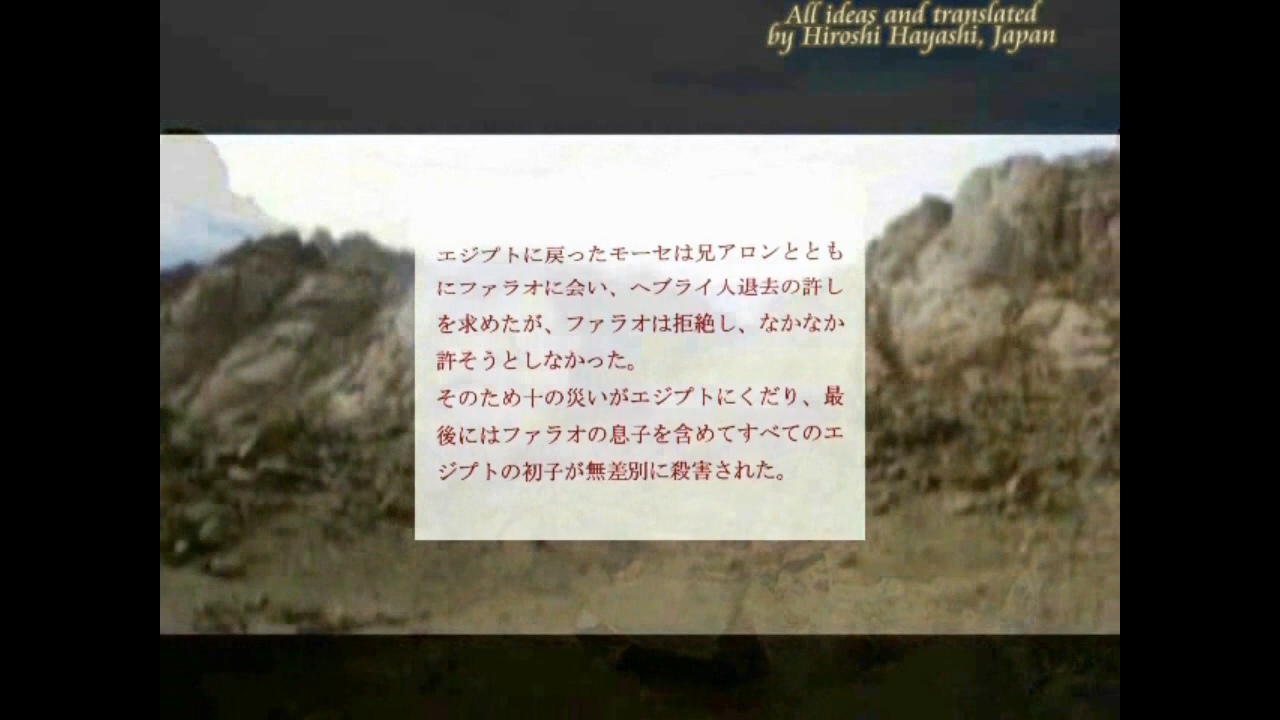 All ideas and translated
by Hiroshi Hayashi, Japan
エジプトに戻ったモーセは兄アロンととも
にファラオに会い、ヘブライ人退去の許し
を求めたが、ファラオは拒絶し、なかなか
許そうとしなかった。
そのため十の災いがエジプトにくだり、最
後にはファラオの息子を含めてすべてのエ
ジプトの初子が無差別に殺害された。